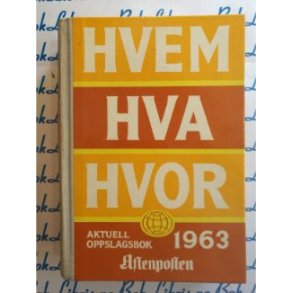 HVEM
HVA
HVOR
AKTUELL
OPPSLAGSBOK
1963
Aftenposten